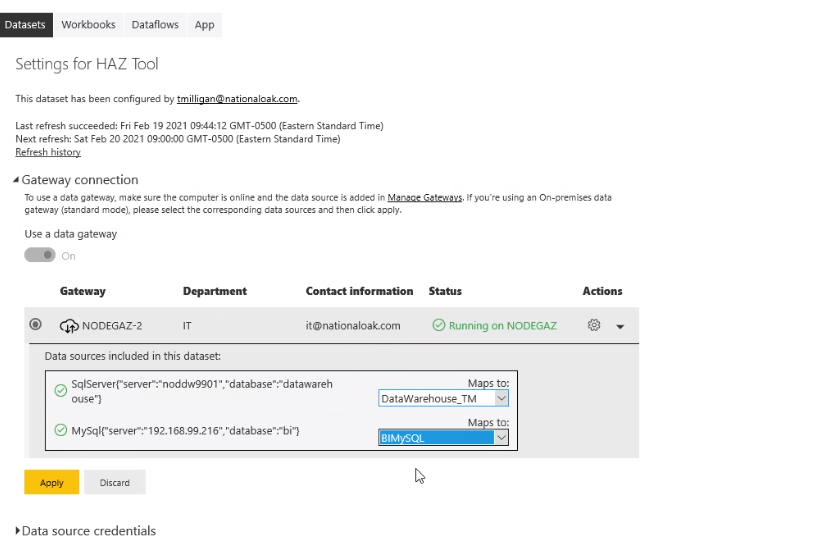 Datasets Workbooks Dataflows App
Settings for HAZ Tool
This dataset has been configured by tmilligan@nationaloak.com.
Last refresh succeeded: Fri Feb 19 2021 09:44:12 GMT-0500 (Eastern Standard Time)
Next refresh: Sat Feb 20 2021 09:00:00 GMT-0500 (Eastern Standard Time)
Refresh history
Gateway connection
To use a data gateway, make sure the computer is online and the data source is added in Manage Gateways. If you're using an On-premises data
gateway (standard mode), please select the corresponding data sources and then click apply.
Use a data gateway
On
Gateway Department Contact information Status Actions
NODEGAZ-2 IT it@nationaloak.com Running on NODEGAZ
Data sources included in this dataset:
SqlServer{"server":"noddw9901","database":"datawareh
ouse"}
Maps to:
DataWarehouse_TM
MySql{"server":"192.168.99.216","database":"bi"}
Maps to:
BIMySQL
Apply Discard
Data source credentials